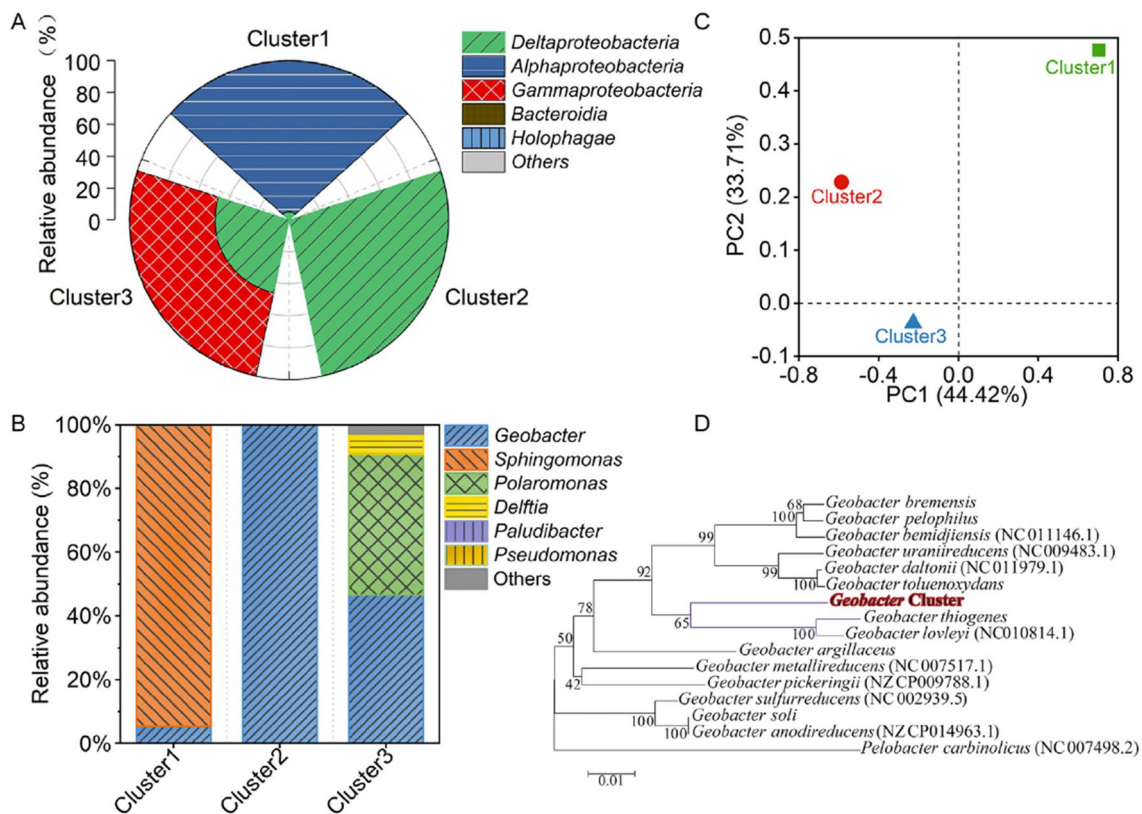 A
Relative abundance (%)
100
80
60
40
20
0
Cluster1
Cluster3
Cluster2
Deltaproteobacteria
Alphaproteobacteria
Gammaproteobacteria
Bacteroidia
Holophagae
Others
C
PC2 (33.71%)
0.5
0.4
0.3
0.2
0.1
0.0
-0.1
Cluster1
Cluster2
Cluster3
-0.8
-0.4
0.0
0.4
0.8
PC1 (44.42%)
B
Relative abundance (%)
100%
80%
60%
40%
20%
0%
Cluster1
Cluster2
Cluster3
Geobacter
Sphingomonas
Polaromonas
Delftia
Paludibacter
Pseudomonas
Others
D
68
100
99
99
100
92
78
65
100
50
42
100
100
Geobacter bremensis
Geobacter pelophilus
Geobacter bemidjiensis (NC 011146.1)
Geobacter uraniireducens (NC 009483.1)
Geobacter daltonii (NC 011979.1)
Geobacter toluenoxydans
Geobacter Cluster
Geobacter thiogenes
Geobacter lovleyi (NC010814.1)
Geobacter argillaceus
Geobacter metallireducens (NC 007517.1)
Geobacter pickeringii (NZ CP009788.1)
Geobacter sulfurreducens (NC 002939.5)
Geobacter soli
Geobacter anodireducens (NZ CP014963.1)
Pelobacter carbinolicus (NC 007498.2)
0.01